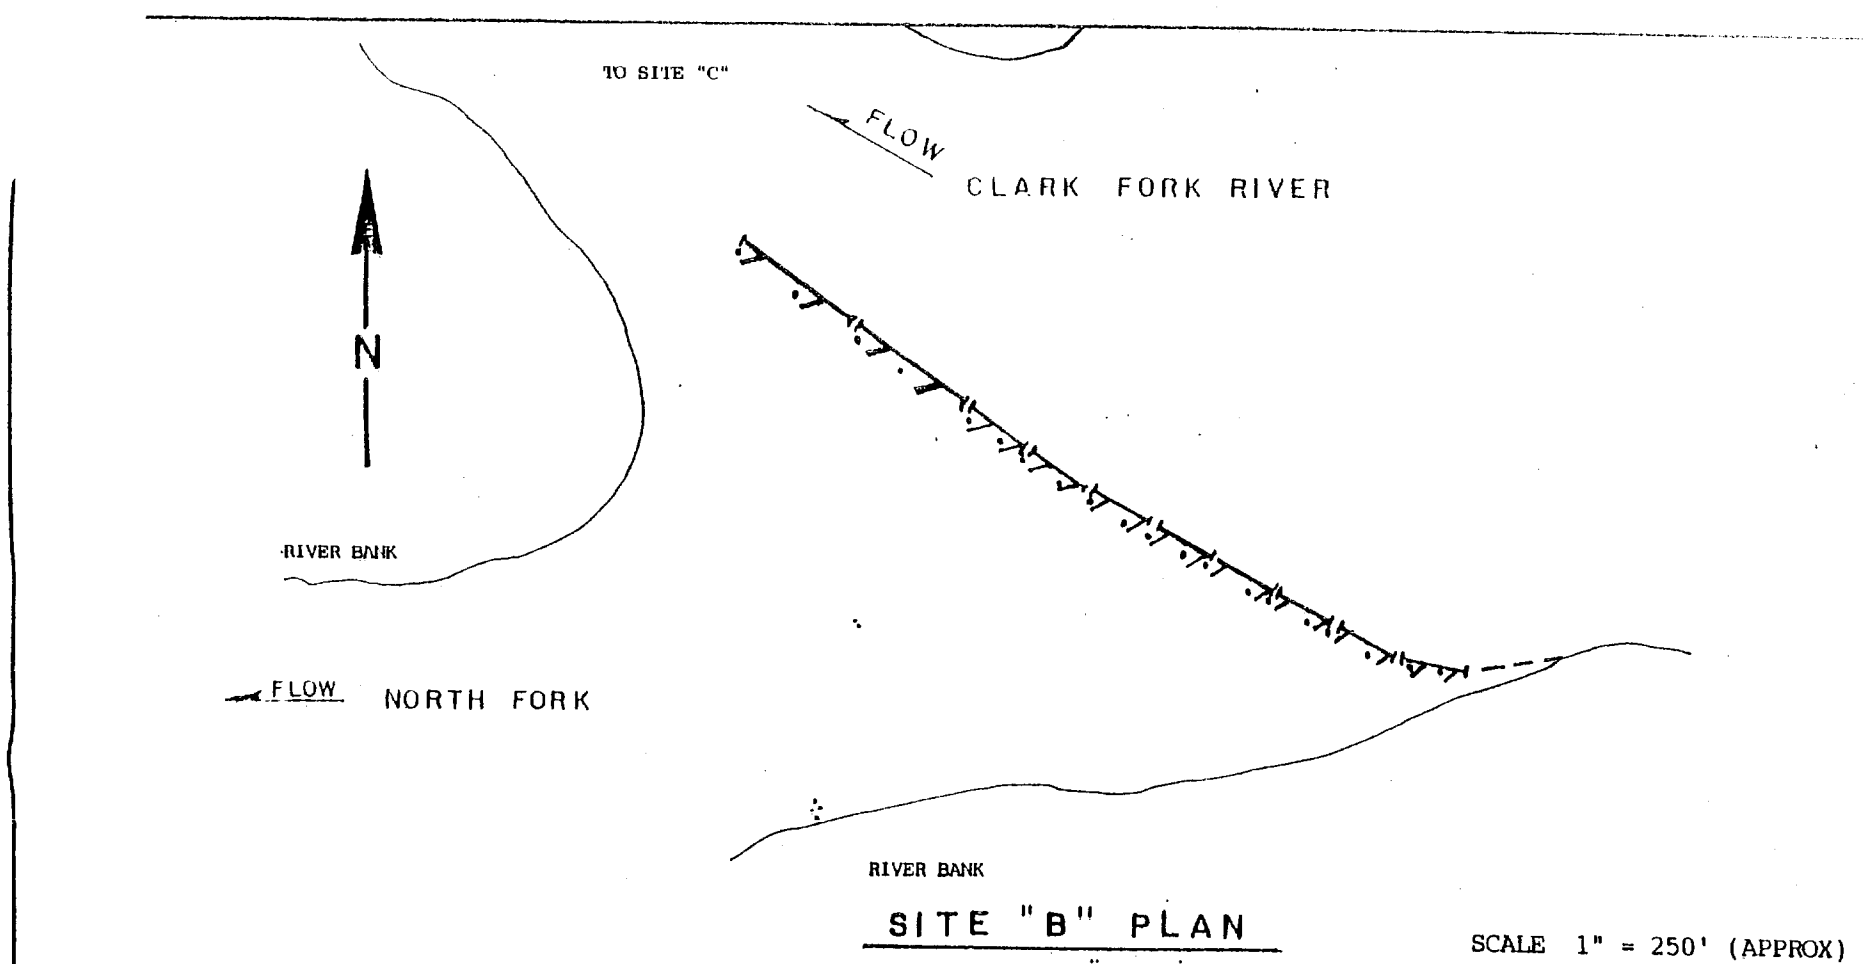 TO SITE "C"
FLOW
CLARK FORK RIVER
N
RIVER BANK
FLOW NORTH FORK
RIVER BANK
SITE "B" PLAN
SCALE 1" = 250' (APPROX)